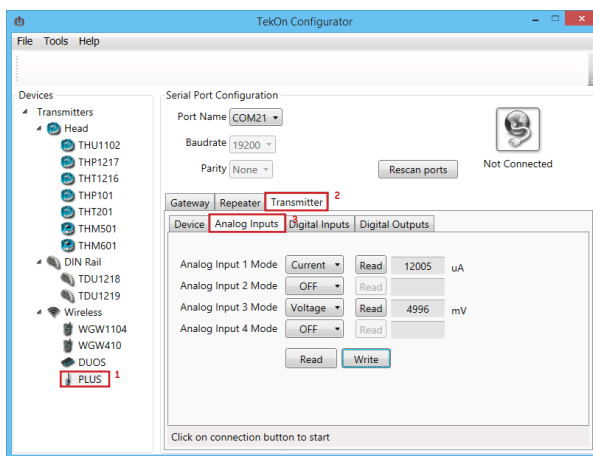 TekOn Configurator
File Tools Help
Devices
Transmitters
Head
THU1102
THP1217
THT1216
THP101
THT201
THM501
THM601
DIN Rail
TDU1218
TDU1219
Wireless
WGW1104
WGW410
DUOS
PLUS 1
Serial Port Configuration
Port Name COM21
Baudrate 19200
Parity None
Rescan ports
Not Connected
Gateway Repeater Transmitter 2
Device Analog Inputs 3 Digital Inputs Digital Outputs
Analog Input 1 Mode Current Read 12005 uA
Analog Input 2 Mode OFF Read
Analog Input 3 Mode Voltage Read 4996 mV
Analog Input 4 Mode OFF Read
Read Write
Click on connection button to start